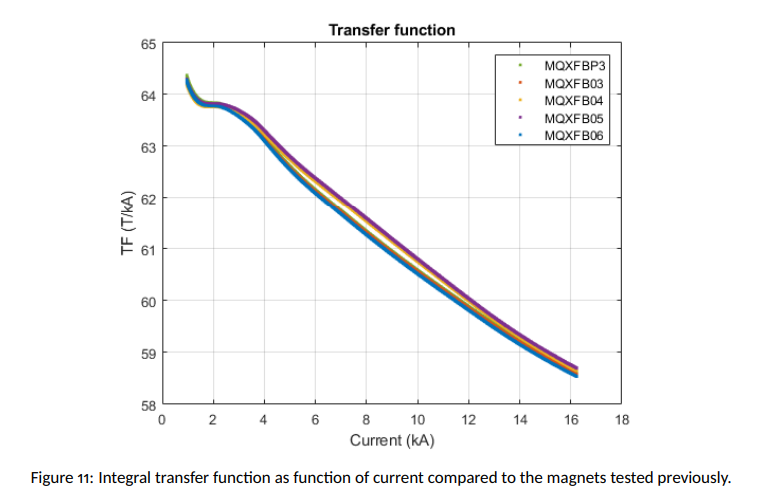 Transfer function
65
64
63
62
61
60
59
58
TF (T/kA)
MQXFBP3
MQXFB03
MQXFB04
MQXFB05
MQXFB06
0 2 4 6 8 10 12 14 16 18
Current (kA)
Figure 11: Integral transfer function as function of current compared to the magnets tested previously.